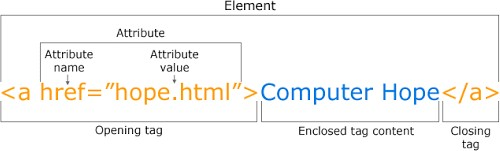 Element
Attribute
Attribute name
Attribute value
<a href=”hope.html”>Computer Hope</a>
Opening tag
Enclosed tag content
Closing tag